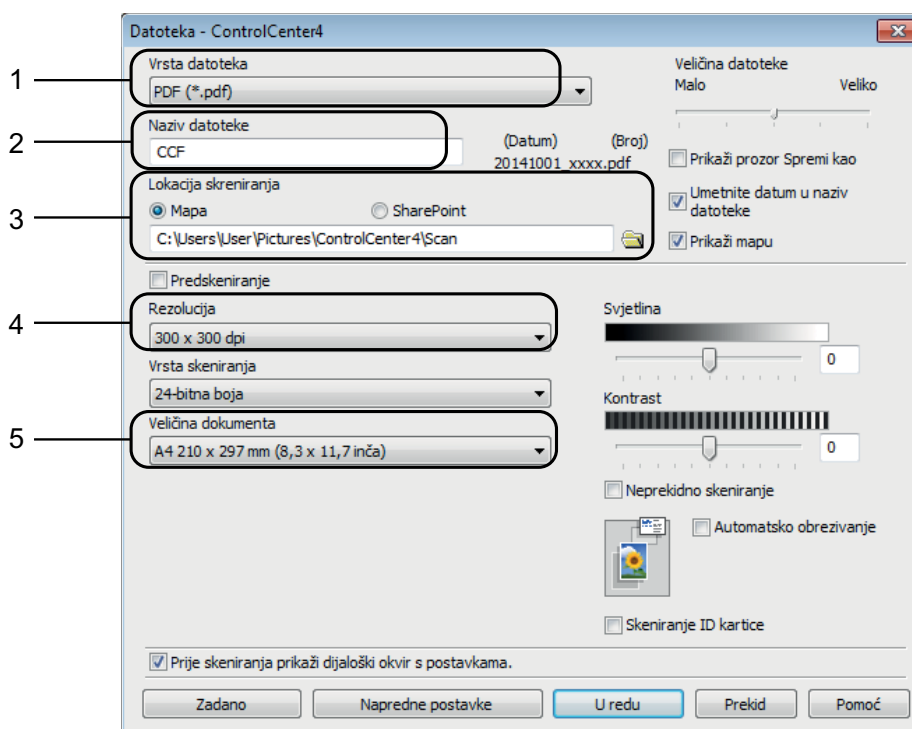 Datoteka - ControlCenter4
1
Vrsta datoteka
PDF (*.pdf)
Veličina datoteke
Malo Veliko
2
Naziv datoteke
CCF
(Datum) (Broj)
20141001_xxxx.pdf
Prikaži prozor Spremi kao
Umetnite datum u naziv
datoteke
Prikaži mapu
3
Lokacija skreniranja
Mapa SharePoint
C:\Users\User\Pictures\ControlCenter4\Scan
Predskeniranje
4
Rezolucija
300 x 300 dpi
Vrsta skeniranja
24-bitna boja
5
Veličina dokumenta
A4 210 x 297 mm (8,3 x 11,7 inča)
Svjetlina
0
Kontrast
0
Neprekidno skeniranje
Automatsko obrezivanje
Skeniranje ID kartice
Prije skeniranja prikaži dijaloški okvir s postavkama.
Zadano Napredne postavke U redu Prekid Pomoć